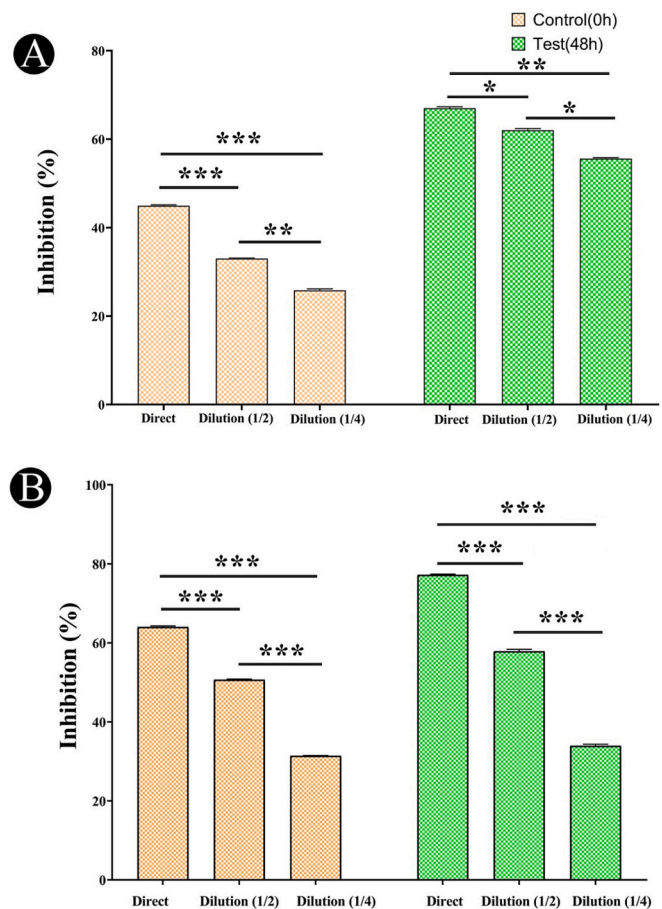 Control(0h)
Test(48h)
A
80
60
40
20
0
Inhibition (%)
***
***
**
**
*
*
Direct Dilution (1/2) Dilution (1/4) Direct Dilution (1/2) Dilution (1/4)
B
100
80
60
40
20
0
Inhibition (%)
***
***
***
***
***
***
Direct Dilution (1/2) Dilution (1/4) Direct Dilution (1/2) Dilution (1/4)